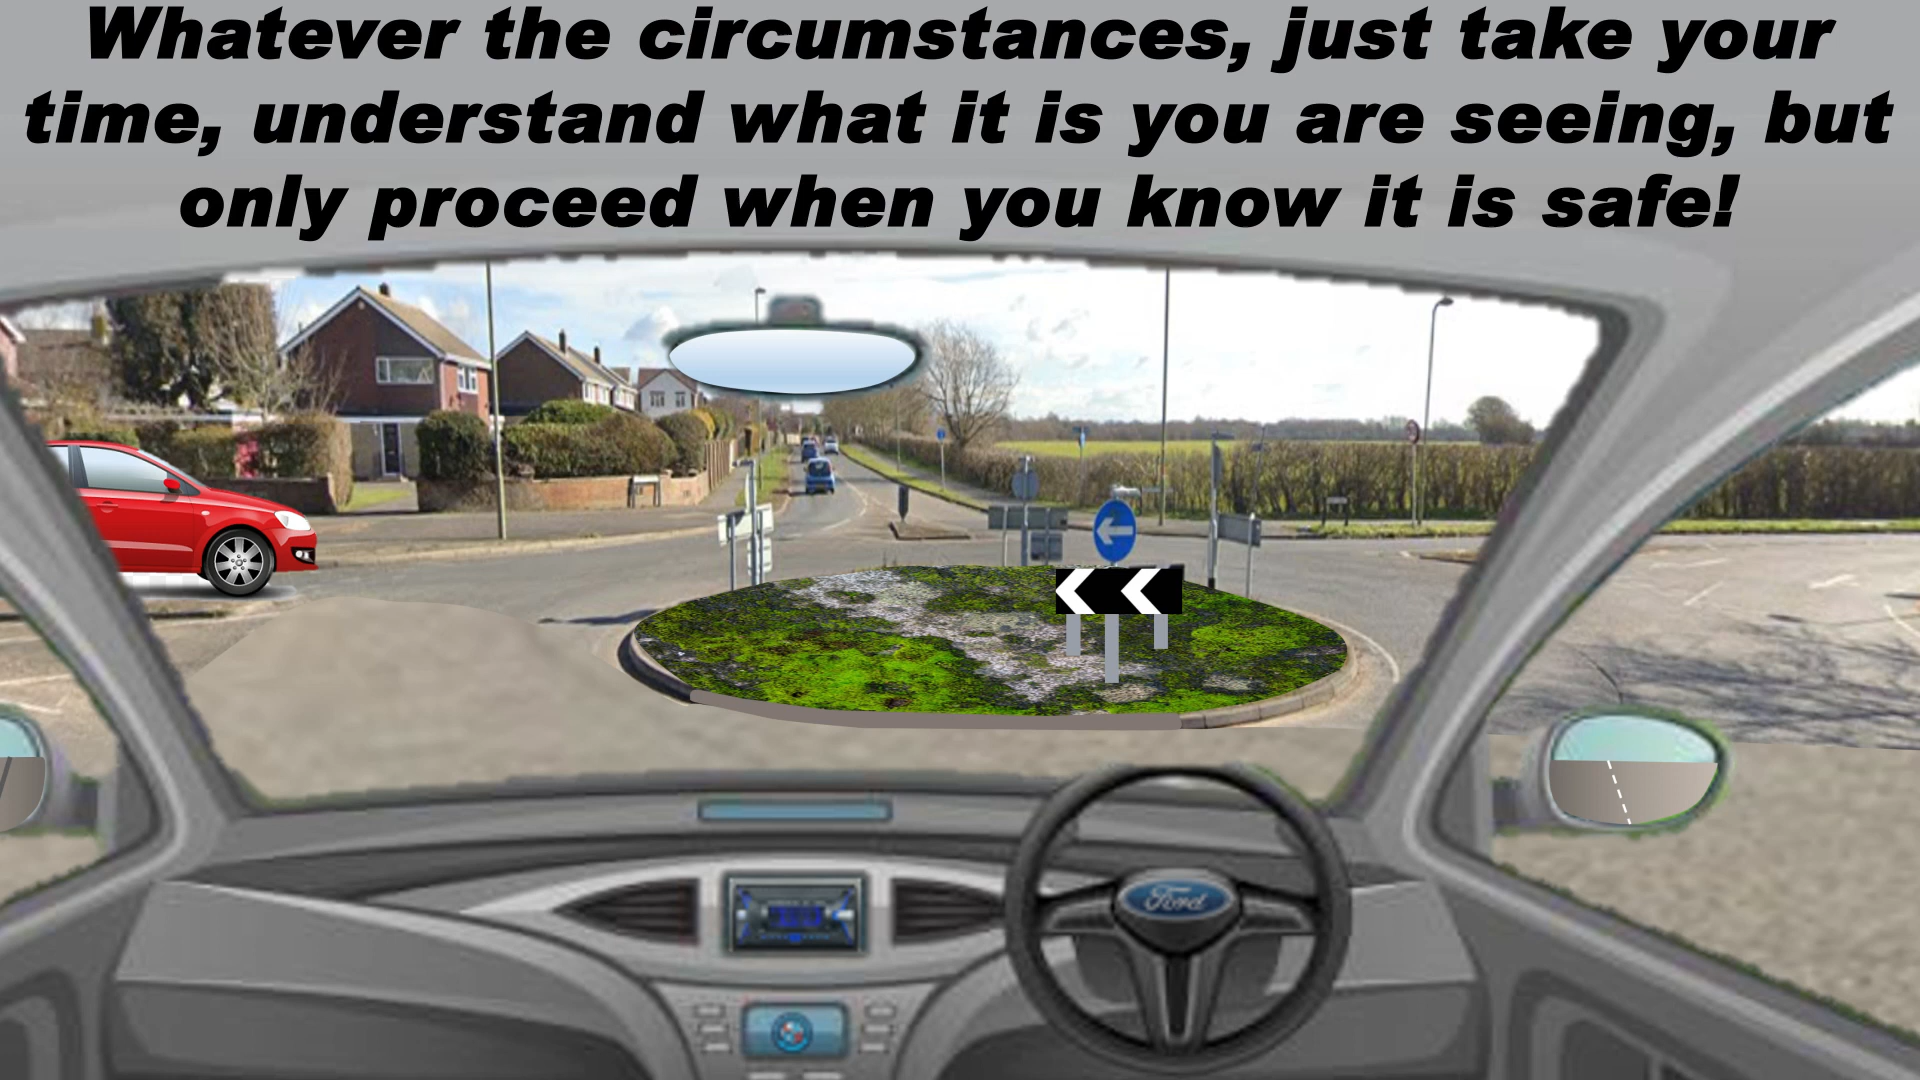 Whatever the circumstances, just take your
time, understand what it is you are seeing, but
only proceed when you know it is safe!
Ford